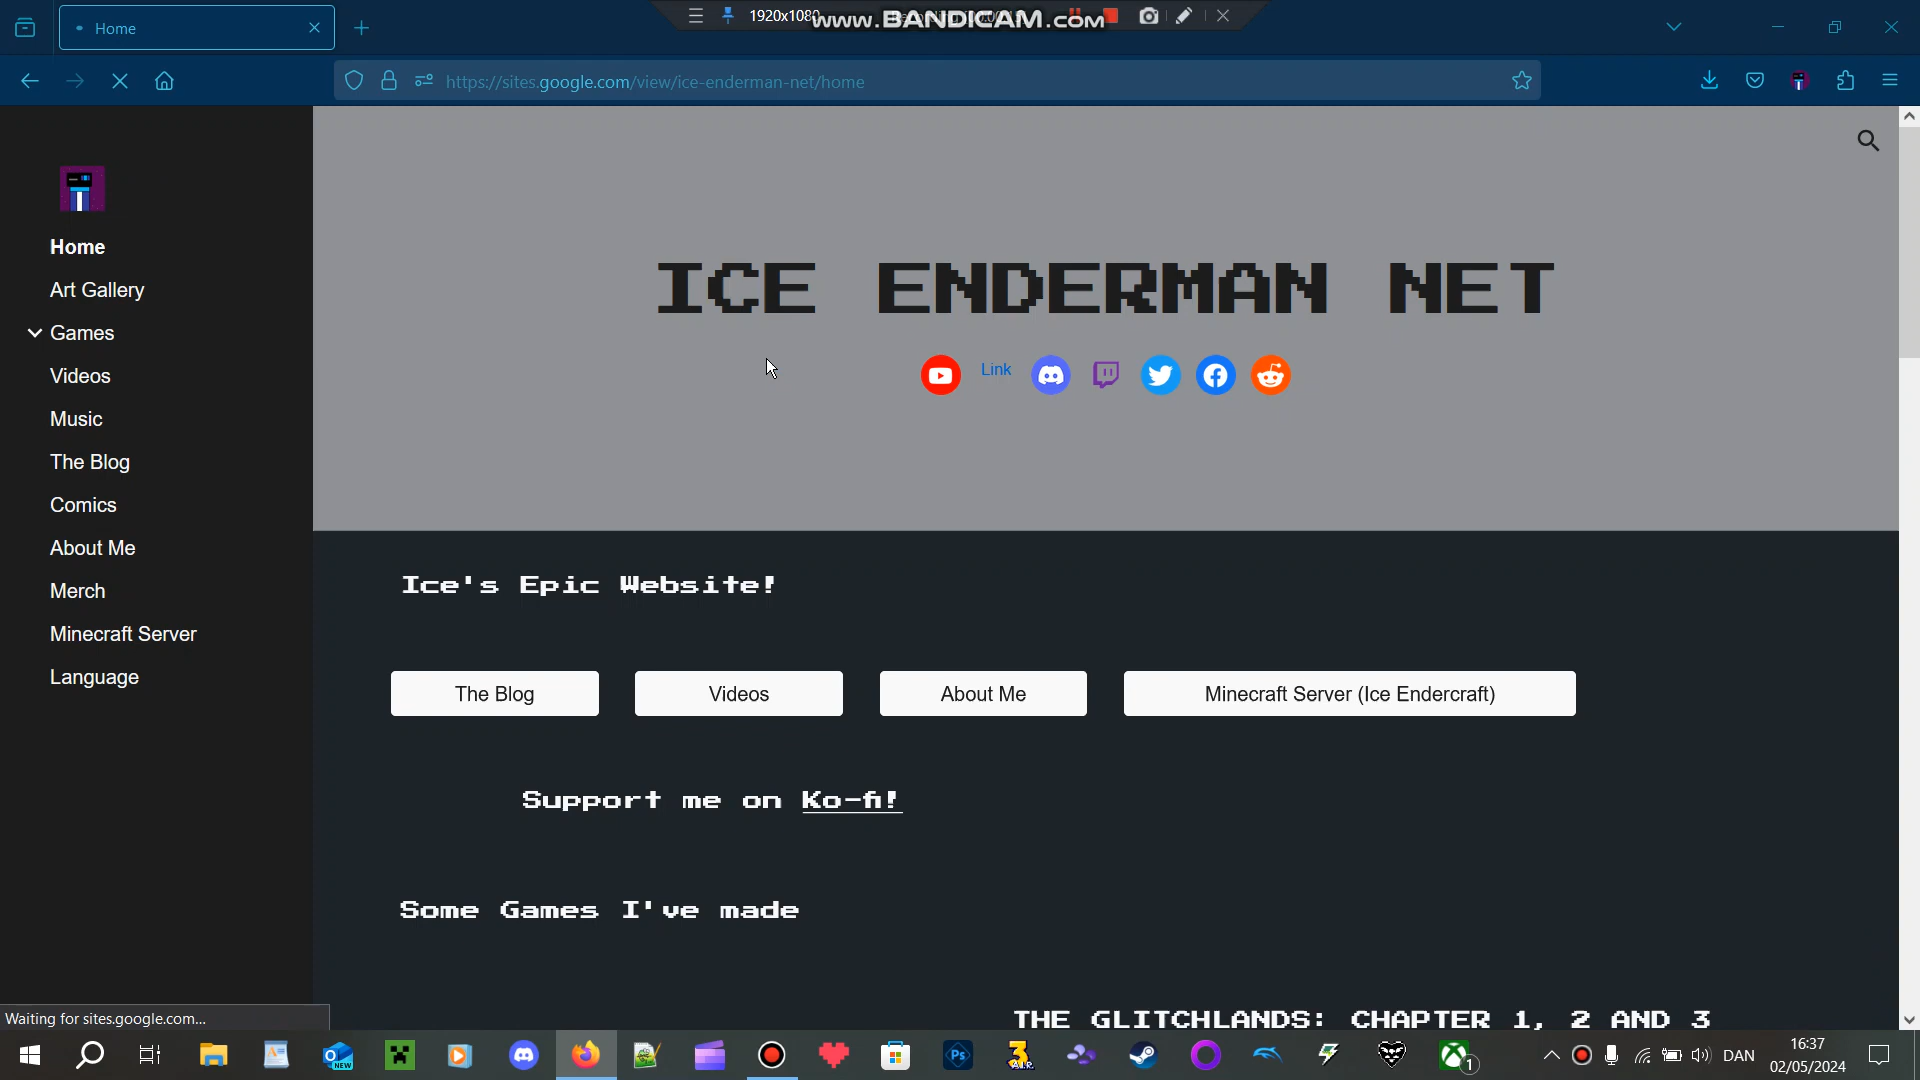 1920x1080
www.BANDICAM.com
Home
https://sites.google.com/view/ice-enderman-net/home
Home
Art Gallery
Games
Videos
Music
The Blog
Comics
About Me
Merch
Minecraft Server
Language
ICE ENDERMAN NET
Link
Ice's Epic Website!
The Blog
Videos
About Me
Minecraft Server (Ice Endercraft)
Support me on Ko-fi!
Some Games I've made
THE GLITCHLANDS: CHAPTER 1, 2 AND 3
Waiting for sites.google.com...
NEW
Ps
1
DAN
16:37
02/05/2024